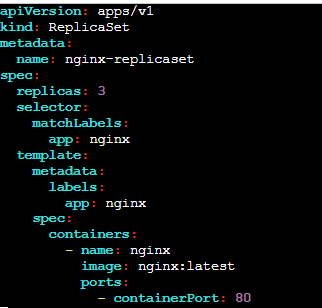 apiVersion: apps/v1
kind: ReplicaSet
metadata:
  name: nginx-replicaset
spec:
  replicas: 3
  selector:
    matchLabels:
      app: nginx
  template:
    metadata:
      labels:
        app: nginx
    spec:
      containers:
        - name: nginx
          image: nginx:latest
          ports:
            - containerPort: 80